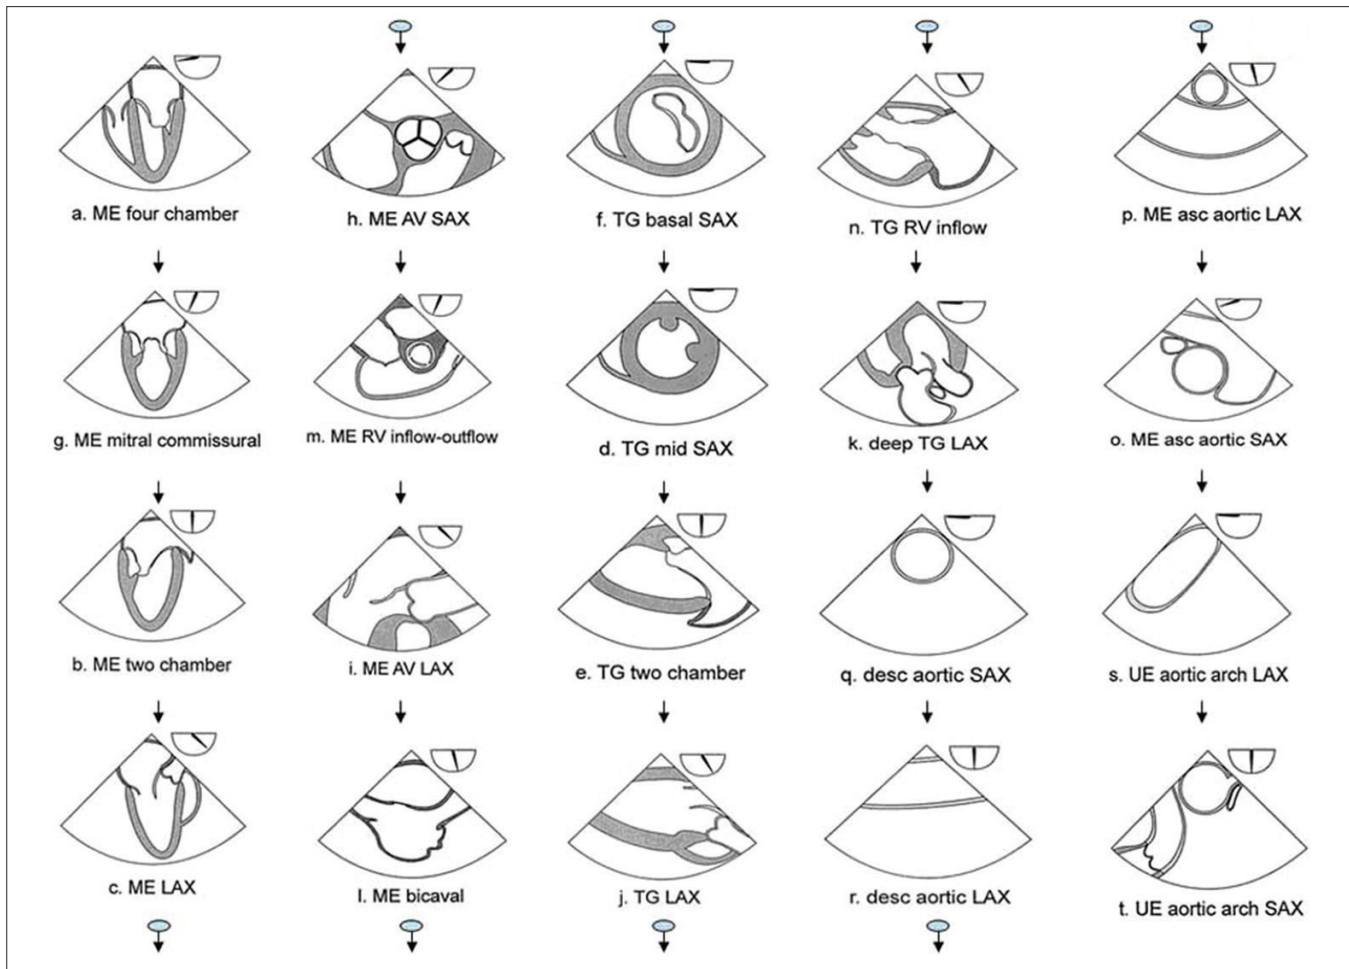 a. ME four chamber
g. ME mitral commissural
b. ME two chamber
c. ME LAX
h. ME AV SAX
m. ME RV inflow-outflow
i. ME AV LAX
l. ME bicaval
f. TG basal SAX
d. TG mid SAX
e. TG two chamber
j. TG LAX
n. TG RV inflow
k. deep TG LAX
q. desc aortic SAX
r. desc aortic LAX
p. ME asc aortic LAX
o. ME asc aortic SAX
s. UE aortic arch LAX
t. UE aortic arch SAX